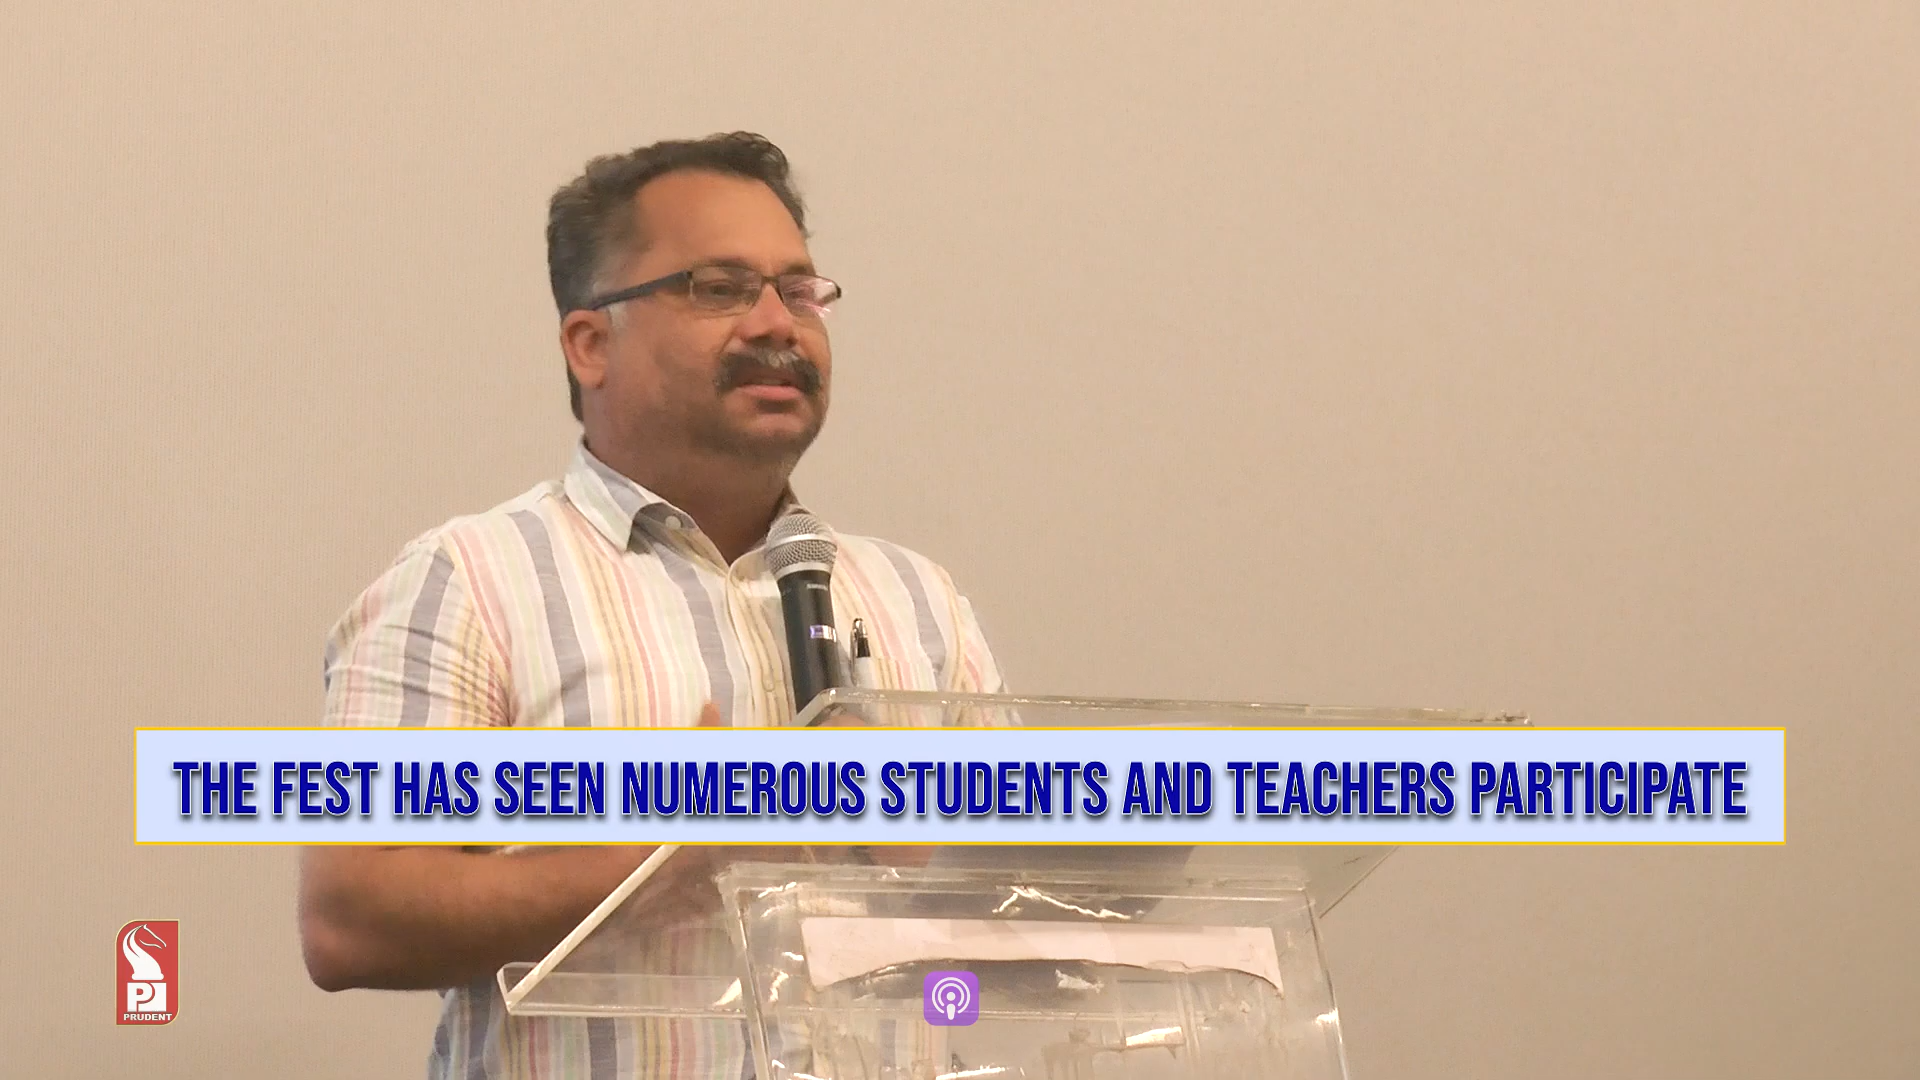 THE FEST HAS SEEN NUMEROUS STUDENTS AND TEACHERS PARTICIPATE
P
PRUDENT